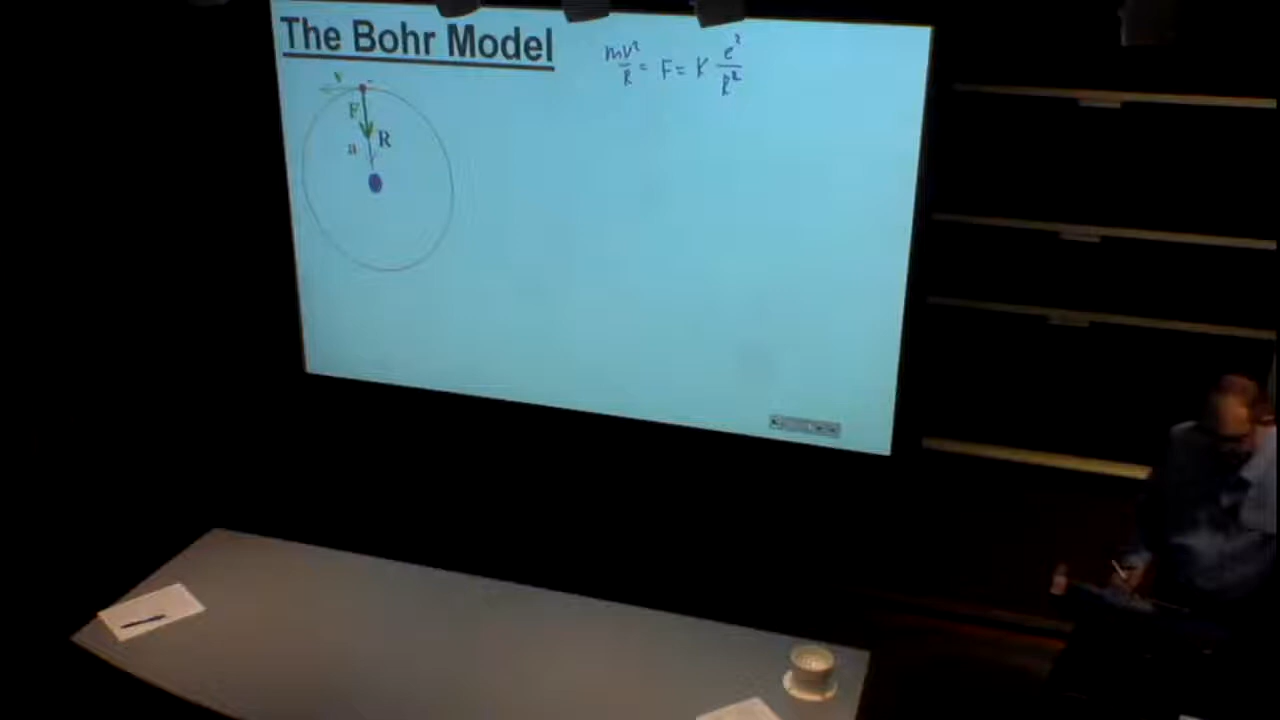 The Bohr Model
mv²/R = F = K e²/R²
v -
F
R
a